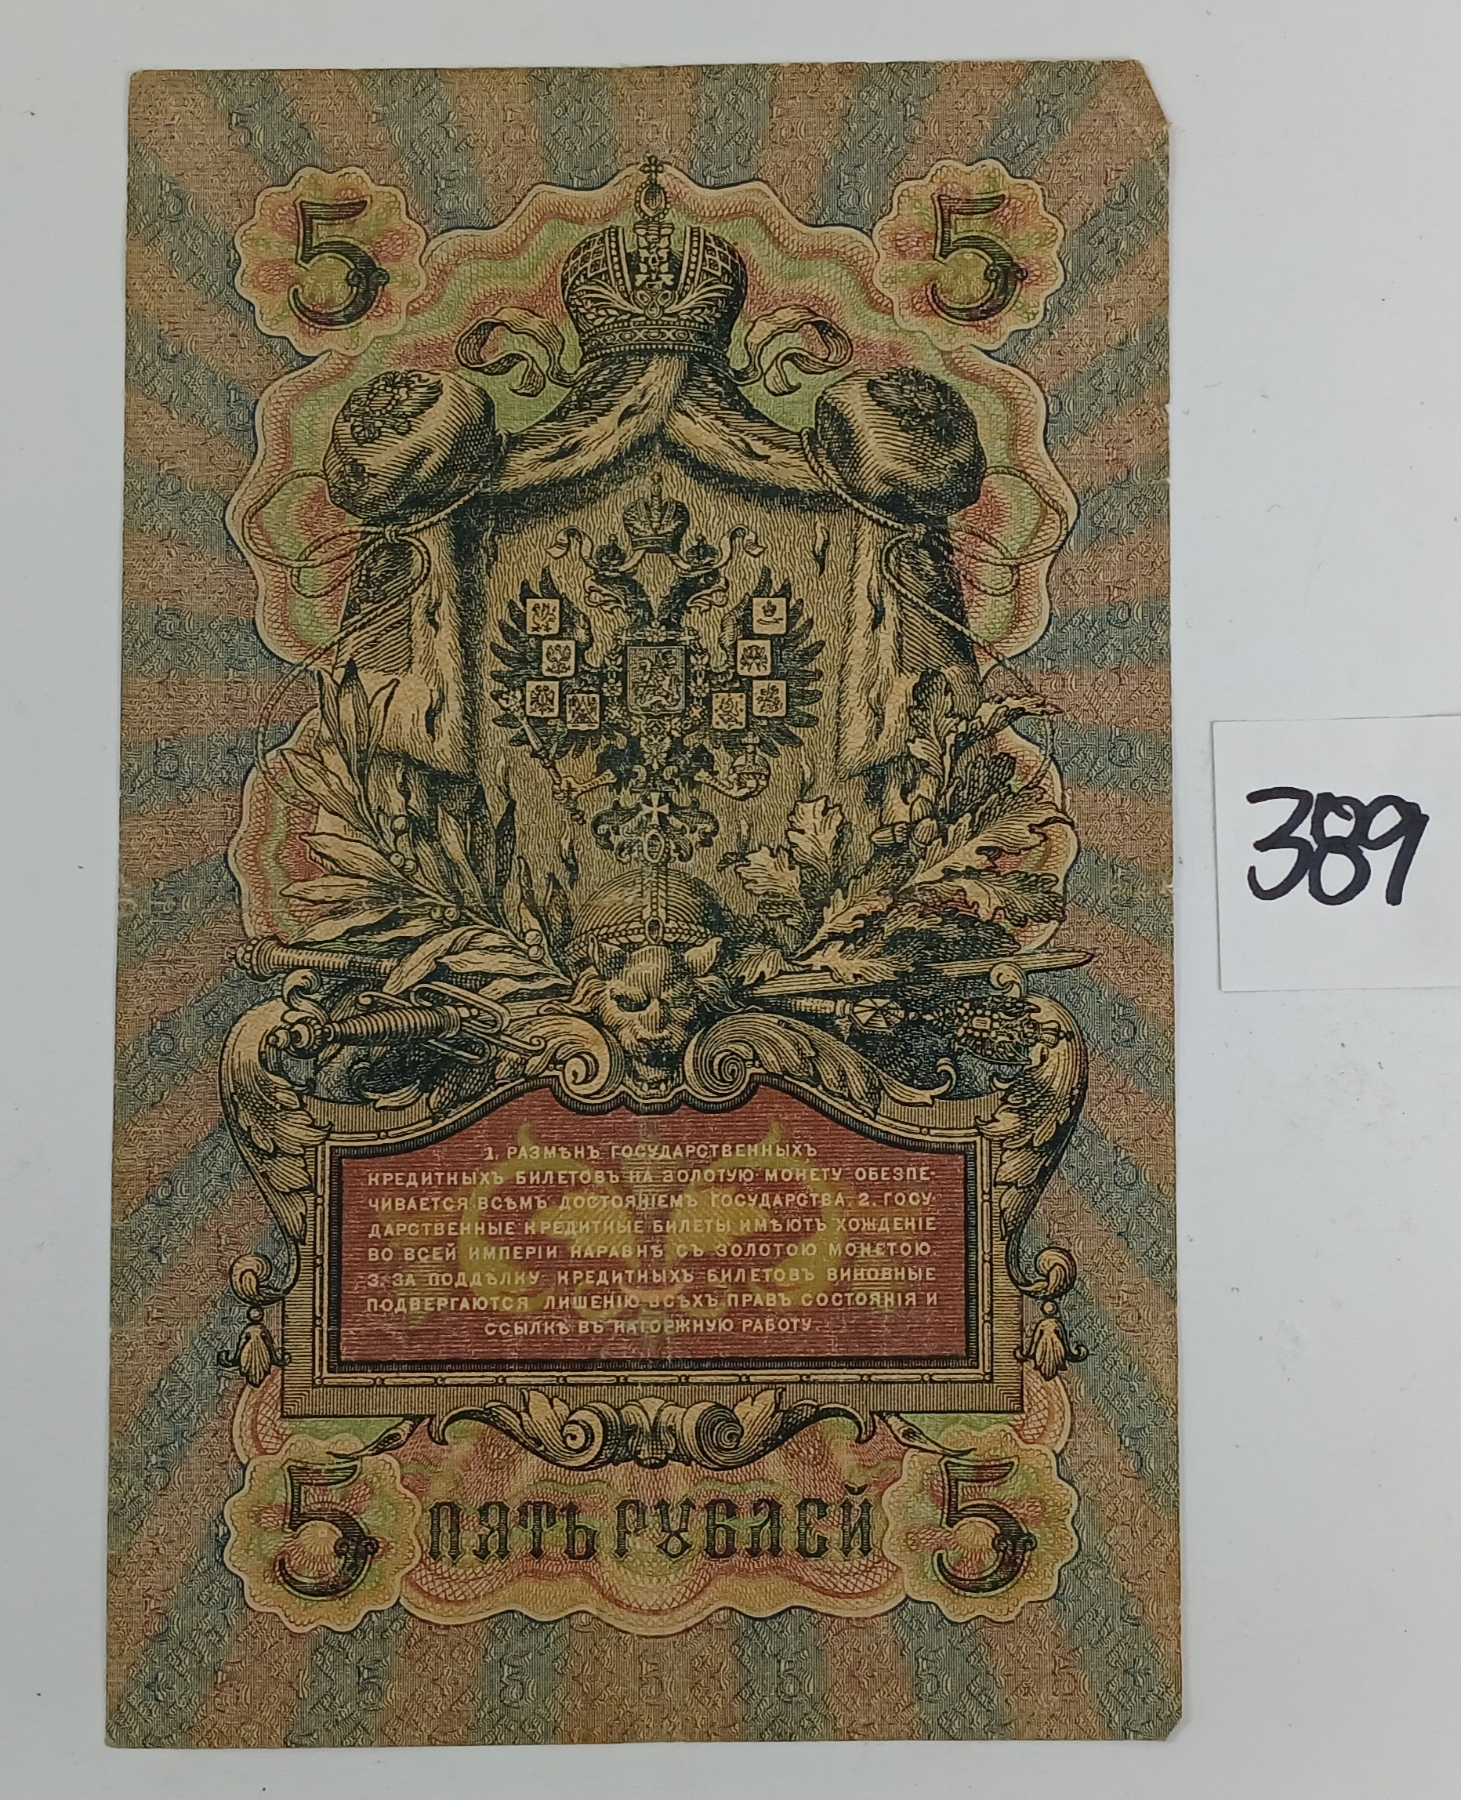 5 5
389
1, РАЗМѢНЪ ГОСУДАРСТВЕННЫХЪ
КРЕДИТНЫХЪ БИЛЕТОВЪ НА ЗОЛОТУЮ МОНЕТУ ОБЕЗПЕ-
ЧИВАЕТСЯ ВСѢМЪ ДОСТОЯНІЕМЪ ГОСУДАРСТВА, 2. ГОСУ-
ДАРСТВЕННЫЕ КРЕДИТНЫЕ БИЛЕТЫ ИМѢЮТЪ ХОЖДЕНІЕ
ВО ВСЕЙ ИМПЕРІИ НАРАВНѢ СЪ ЗОЛОТОЮ МОНЕТОЮ.
3. ЗА ПОДДѢЛКУ КРЕДИТНЫХЪ БИЛЕТОВЪ ВИНОВНЫЕ
ПОДВЕРГАЮТСЯ ЛИШЕНІЮ ВСѢХЪ ПРАВЪ СОСТОЯНІЯ И
ССЫЛКѢ ВЪ КАТОРЖНУЮ РАБОТУ.
5 ПЯТЬ РУБЛЕЙ 5